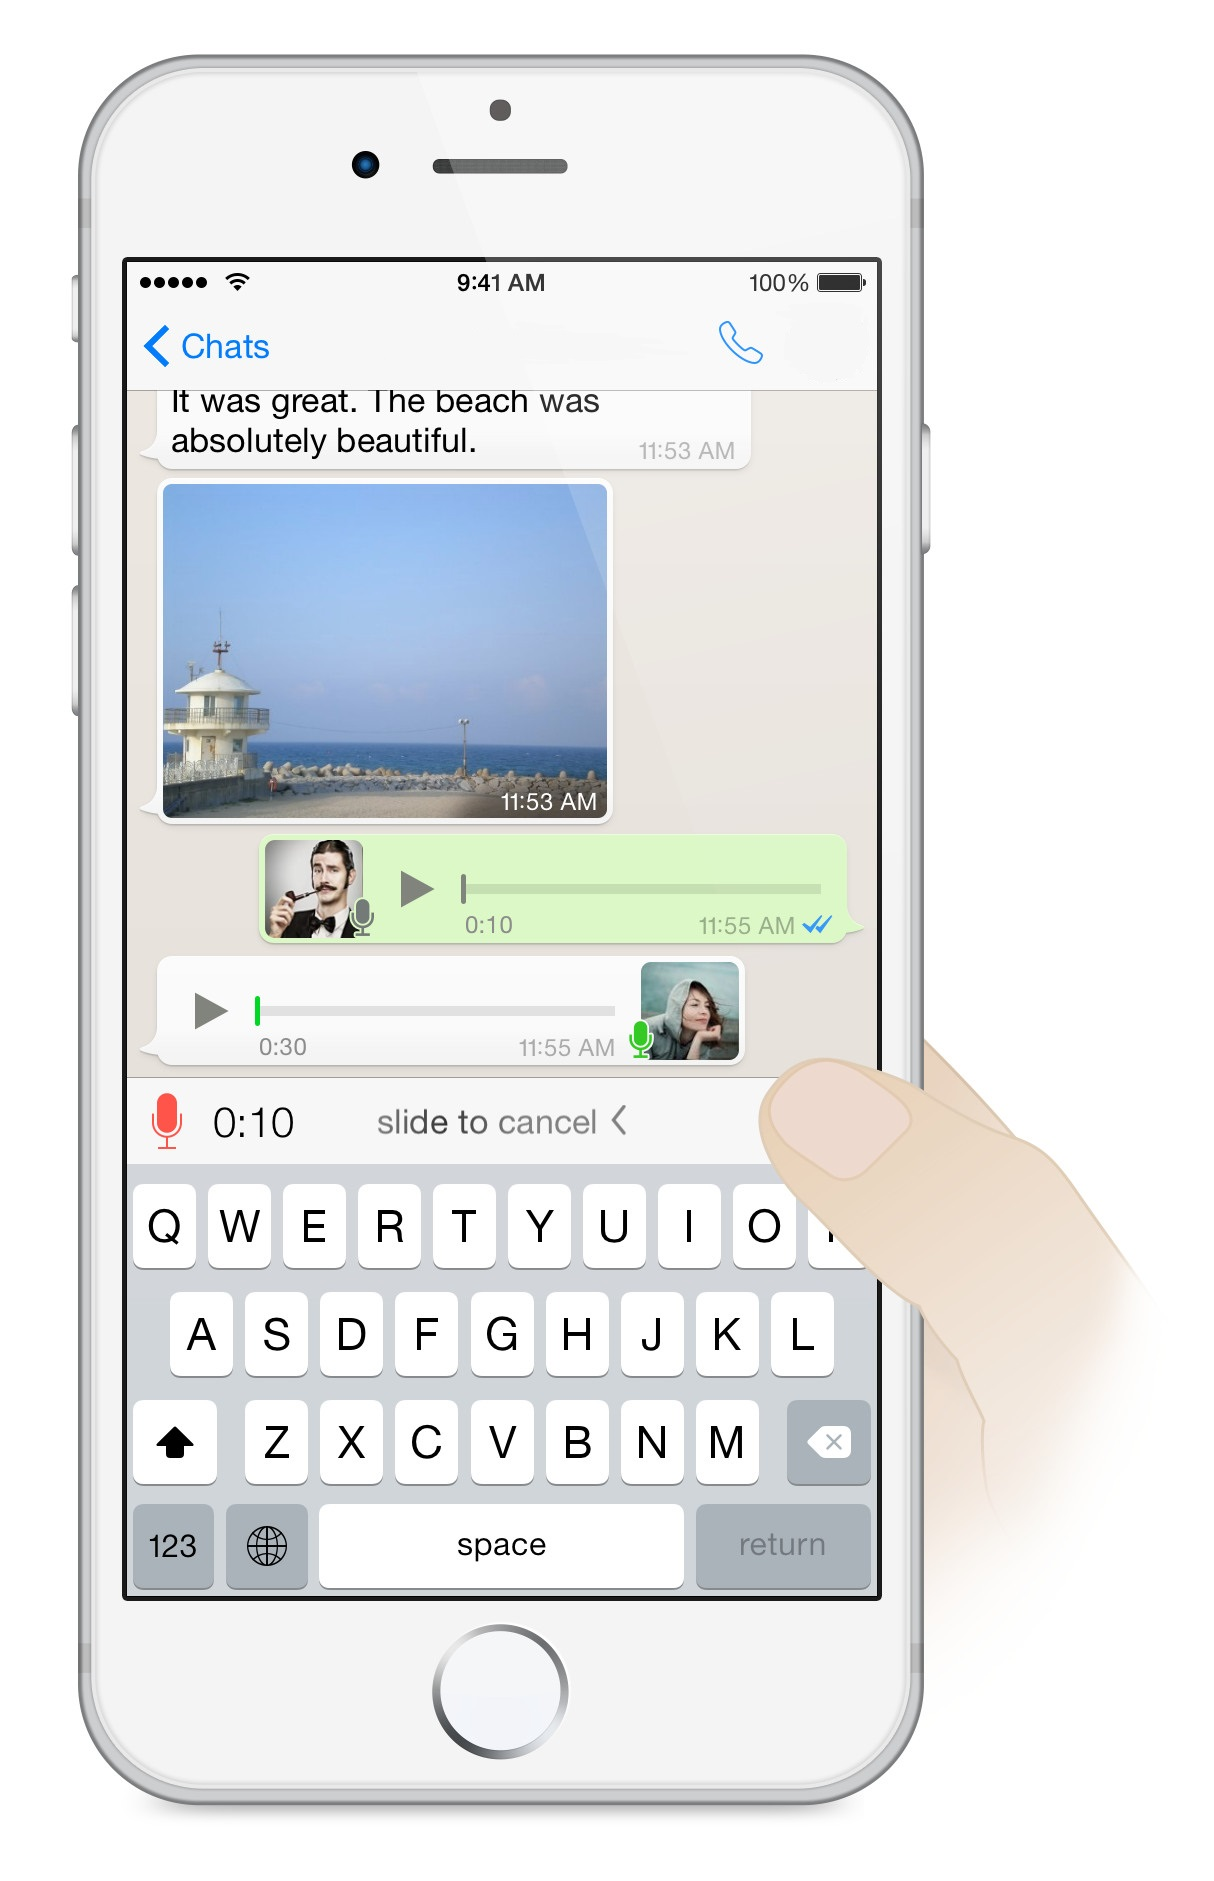 9:41 AM 100%
Chats
It was great. The beach was
absolutely beautiful.
11:53 AM
11:53 AM
0:10 11:55 AM
0:30 11:55 AM
0:10 slide to cancel
Q W E R T Y U I O
A S D F G H J K L
Z X C V B N M
123 space return